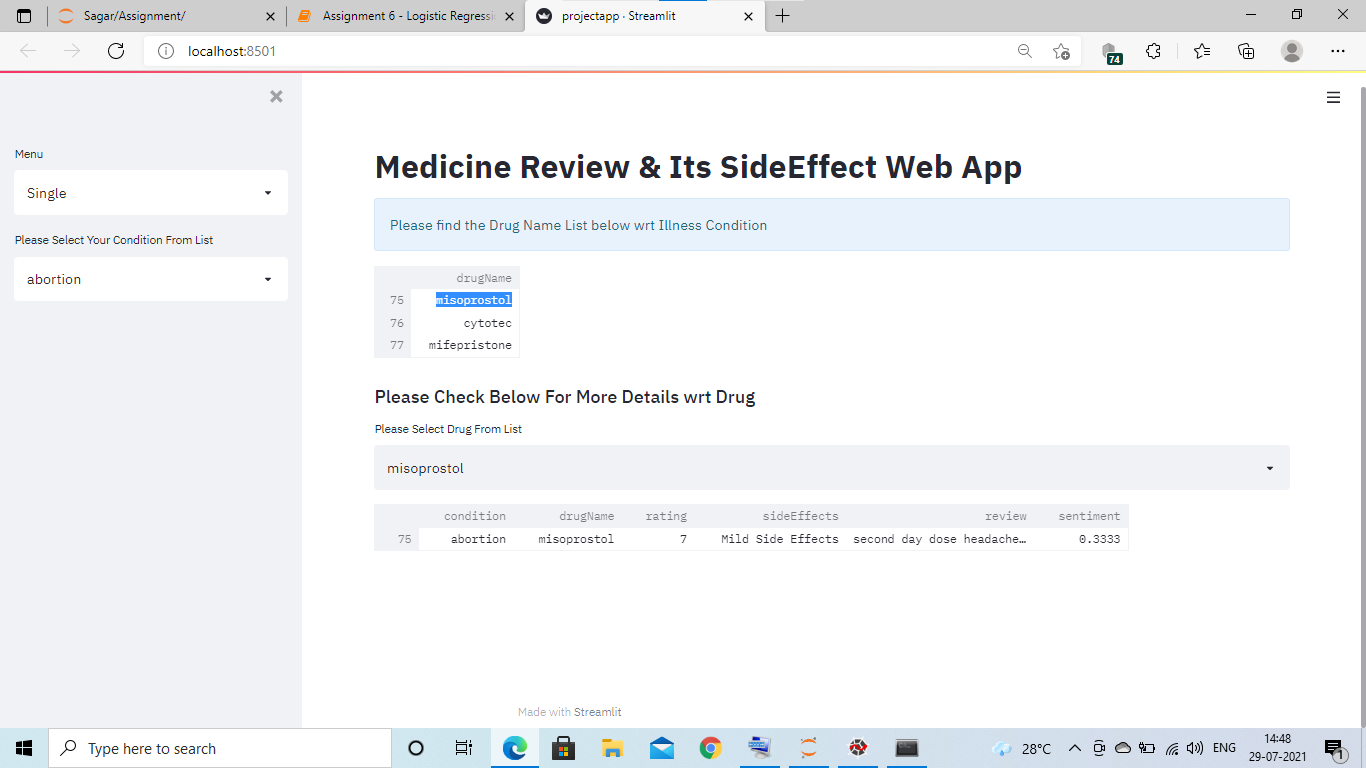 Sagar/Assignment/
Assignment 6 - Logistic Regressi
projectapp · Streamlit
localhost:8501
74
Menu
Single
Please Select Your Condition From List
abortion
Medicine Review & Its SideEffect Web App
Please find the Drug Name List below wrt Illness Condition
drugName
75 misoprostol
76 cytotec
77 mifepristone
Please Check Below For More Details wrt Drug
Please Select Drug From List
misoprostol
condition drugName rating sideEffects review sentiment
75 abortion misoprostol 7 Mild Side Effects second day dose headache… 0.3333
Made with Streamlit
Type here to search
28°C
ENG
14:48
29-07-2021
1